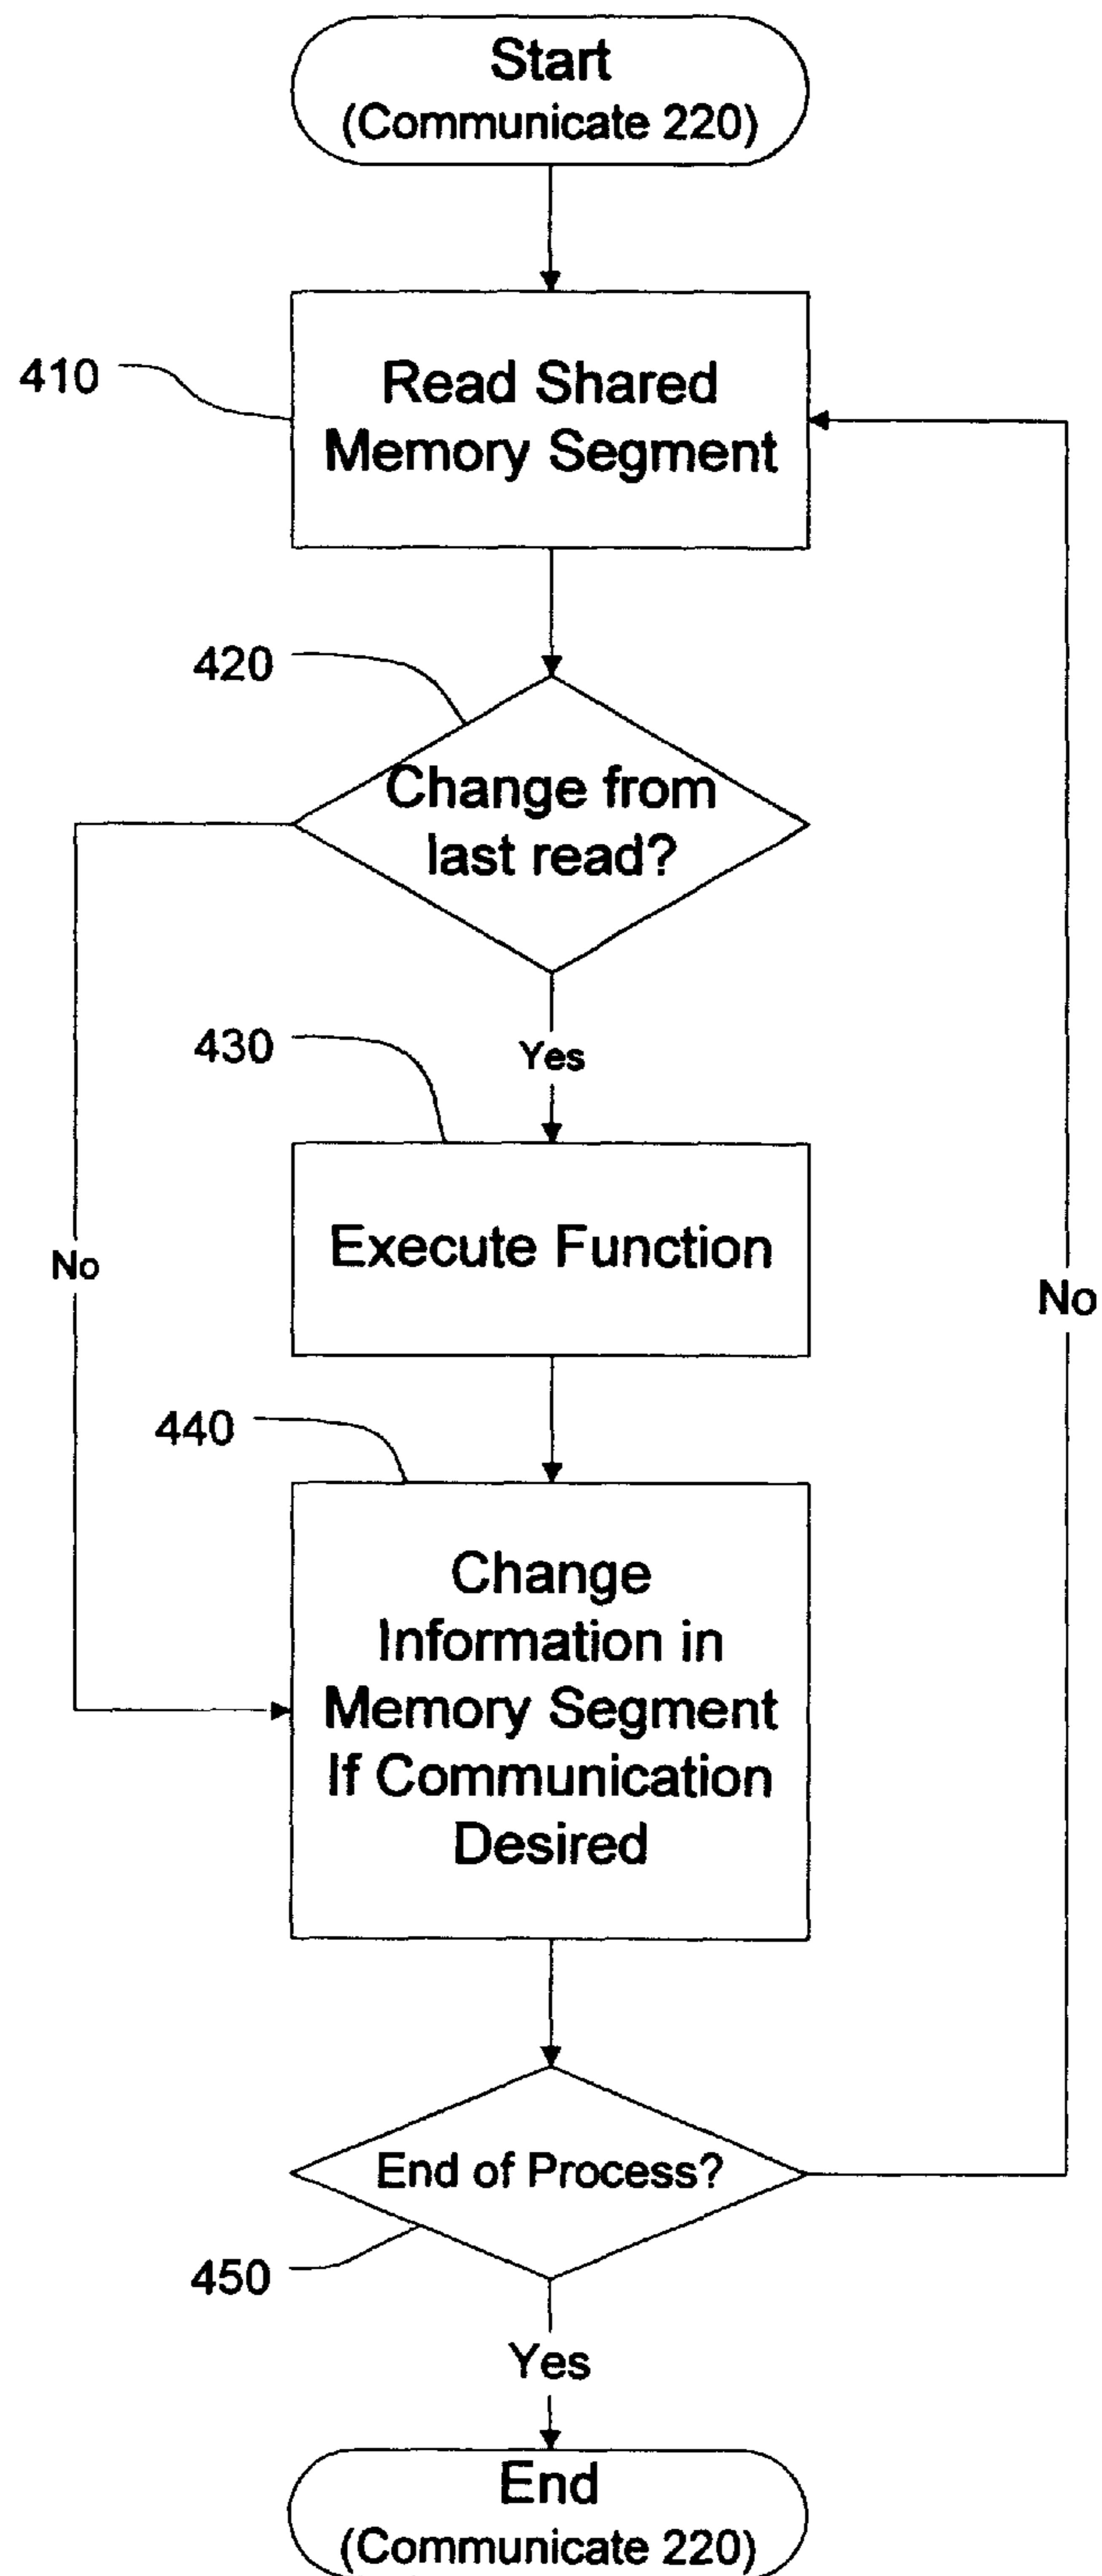 Start
(Communicate 220)
410
Read Shared
Memory Segment
420
Change from
last read?
Yes
430
Execute Function
No
No
440
Change
Information in
Memory Segment
If Communication
Desired
End of Process?
450
Yes
End
(Communicate 220)